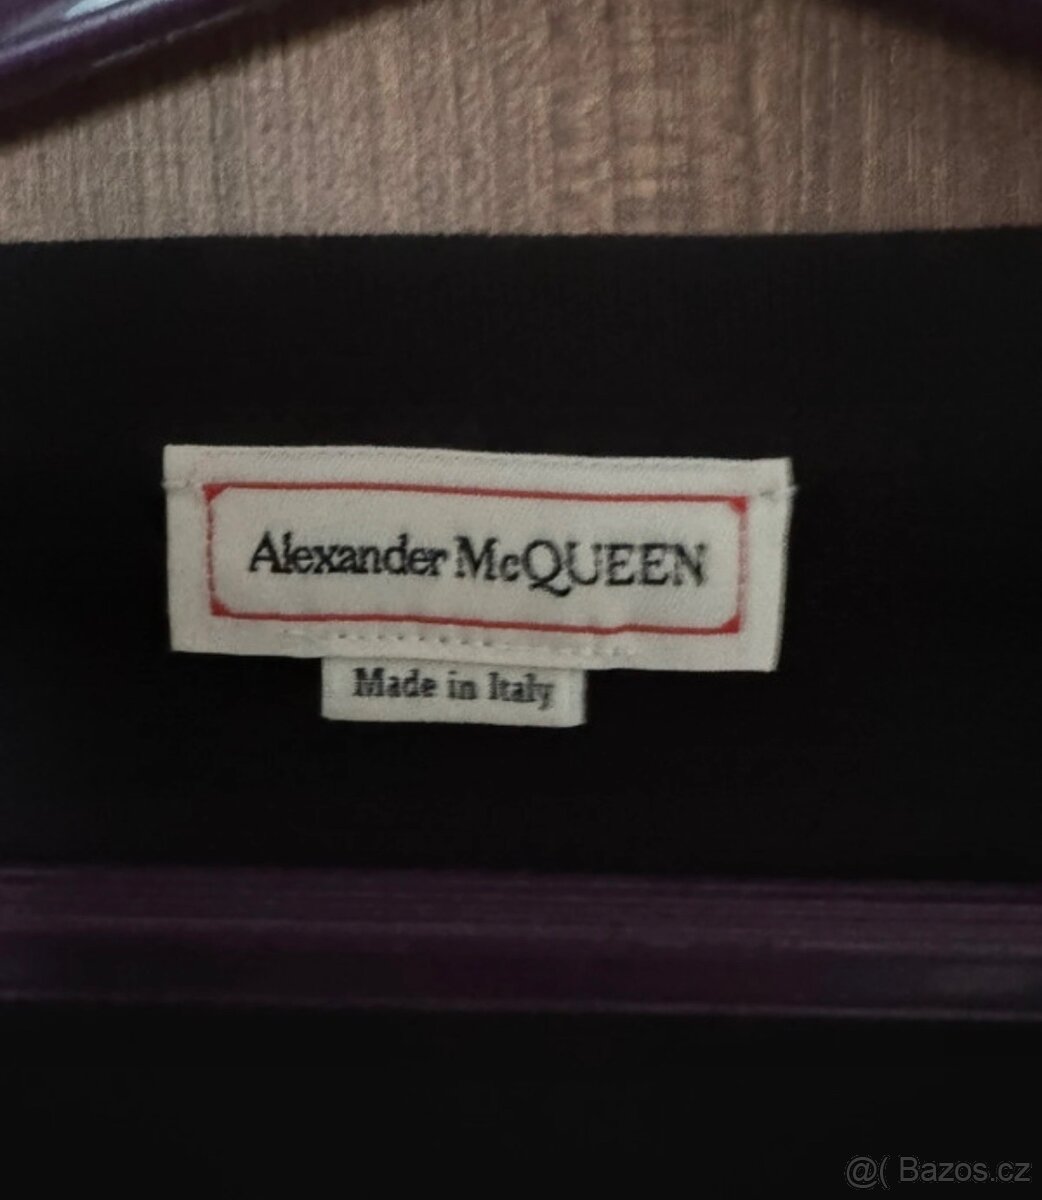 Alexander McQUEEN
Made in Italy
@( Bazos.cz